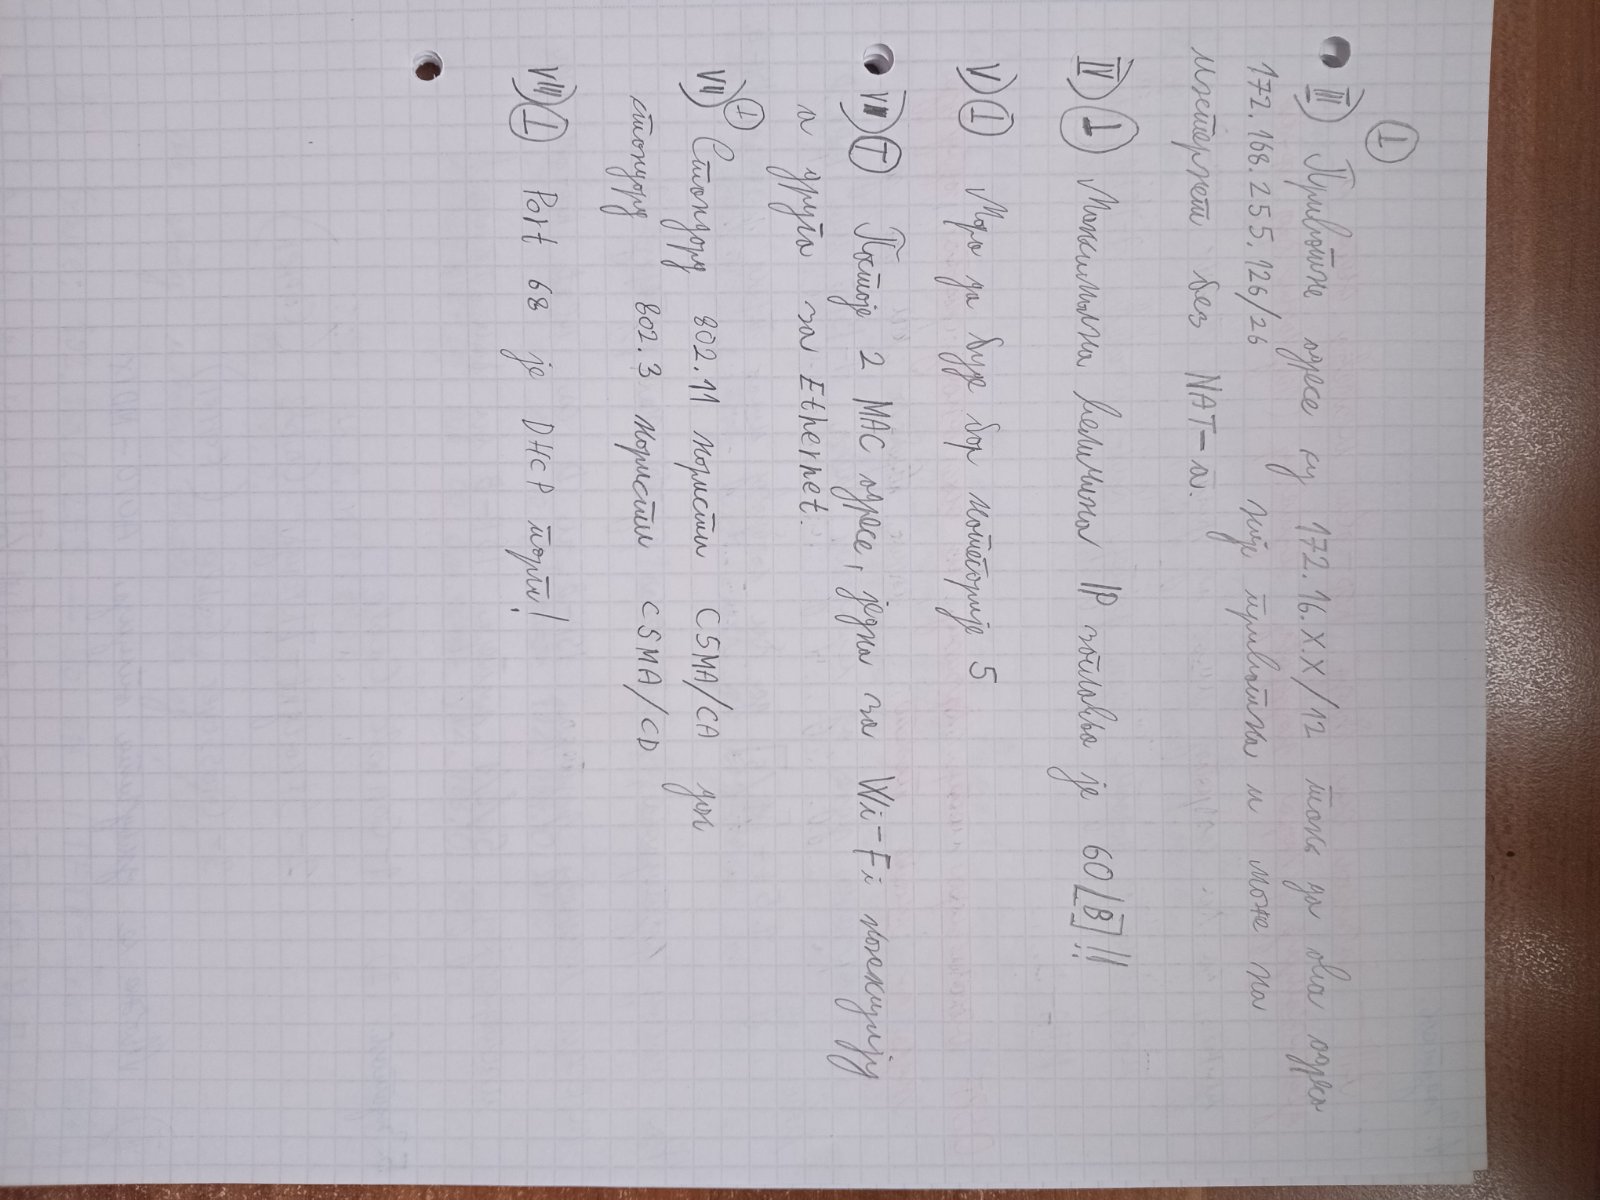 ⊥
III) Приватне адресе су 172.16.X.X/12 тако да ова адреса
172.168.255.126/26 није приватна и може на
интернет без NAT-а.
IV) ⊥ Максимална величина IP заглавља је 60[B]!!
V) ⊥ Мора да буде бар категорије 5
VI) T Постоје 2 MAC адресе, једна за Wi-Fi конекцију
а друга за Ethernet.
⊥
VII) Стандард 802.11 користи CSMA/CA док
стандард 802.3 користи CSMA/CD
VIII) ⊥ Port 68 је DHCP порт!